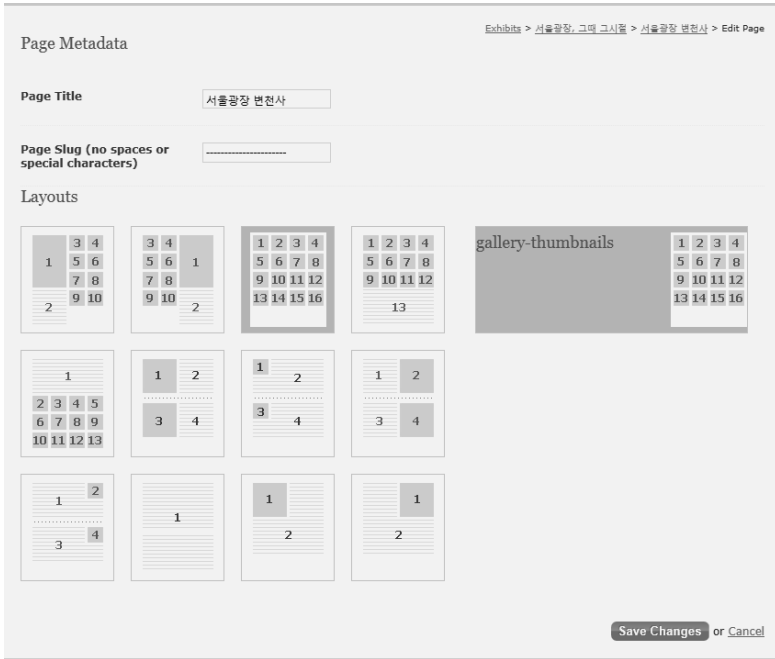 Exhibits > 서울광장, 그때 그시절 > 서울광장 변천사 > Edit Page
Page Metadata
Page Title
서울광장 변천사
Page Slug (no spaces or
special characters)
----------------------
Layouts
1 2 3 4 5 6 7 8 9 10
3 4 5 6 7 8 9 10 1 2
1 2 3 4 5 6 7 8 9 10 11 12 13 14 15 16
1 2 3 4 5 6 7 8 9 10 11 12 13
gallery-thumbnails
1 2 3 4 5 6 7 8 9 10 11 12 13 14 15 16
1 2 3 4 5 6 7 8 9 10 11 12 13
1 2 3 4
1 2 3 4
1 2 3 4
1 2 3 4
1
1 2
1 2
Save Changes or Cancel